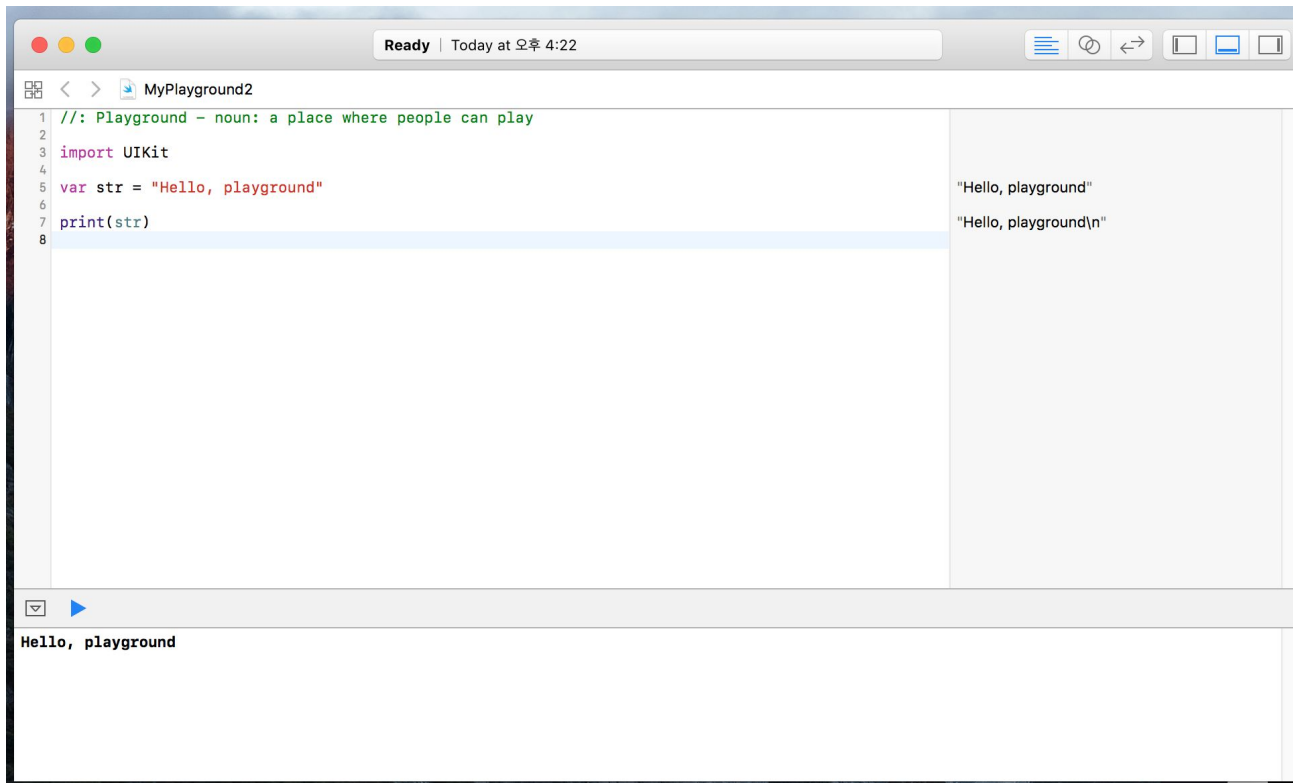 Ready | Today at 오후 4:22
MyPlayground2
1 //: Playground – noun: a place where people can play
2
3 import UIKit
4
5 var str = "Hello, playground" "Hello, playground"
6
7 print(str) "Hello, playground\n"
8
Hello, playground